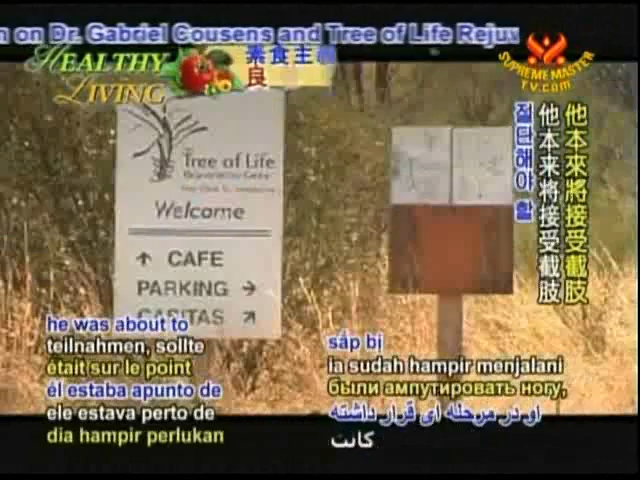 n on Dr. Gabriel Cousens and Tree of Life Rejuv
HEALTHY
LIVING
素食主義
良
SUPREME MASTER
TV.com
Tree of Life
Welcome
↑ CAFE
PARKING →
CASITAS ↗
他本來將接受截肢
他本来将接受截肢
절단해야 할
he was about to
teilnahmen, sollte
était sur le point
él estaba apunto de
ele estava perto de
dia hampir perlukan
sắp bị
ia sudah hampir menjalani
были ампутировать ногу,
او در مرحله ای قرار داشته
كانت